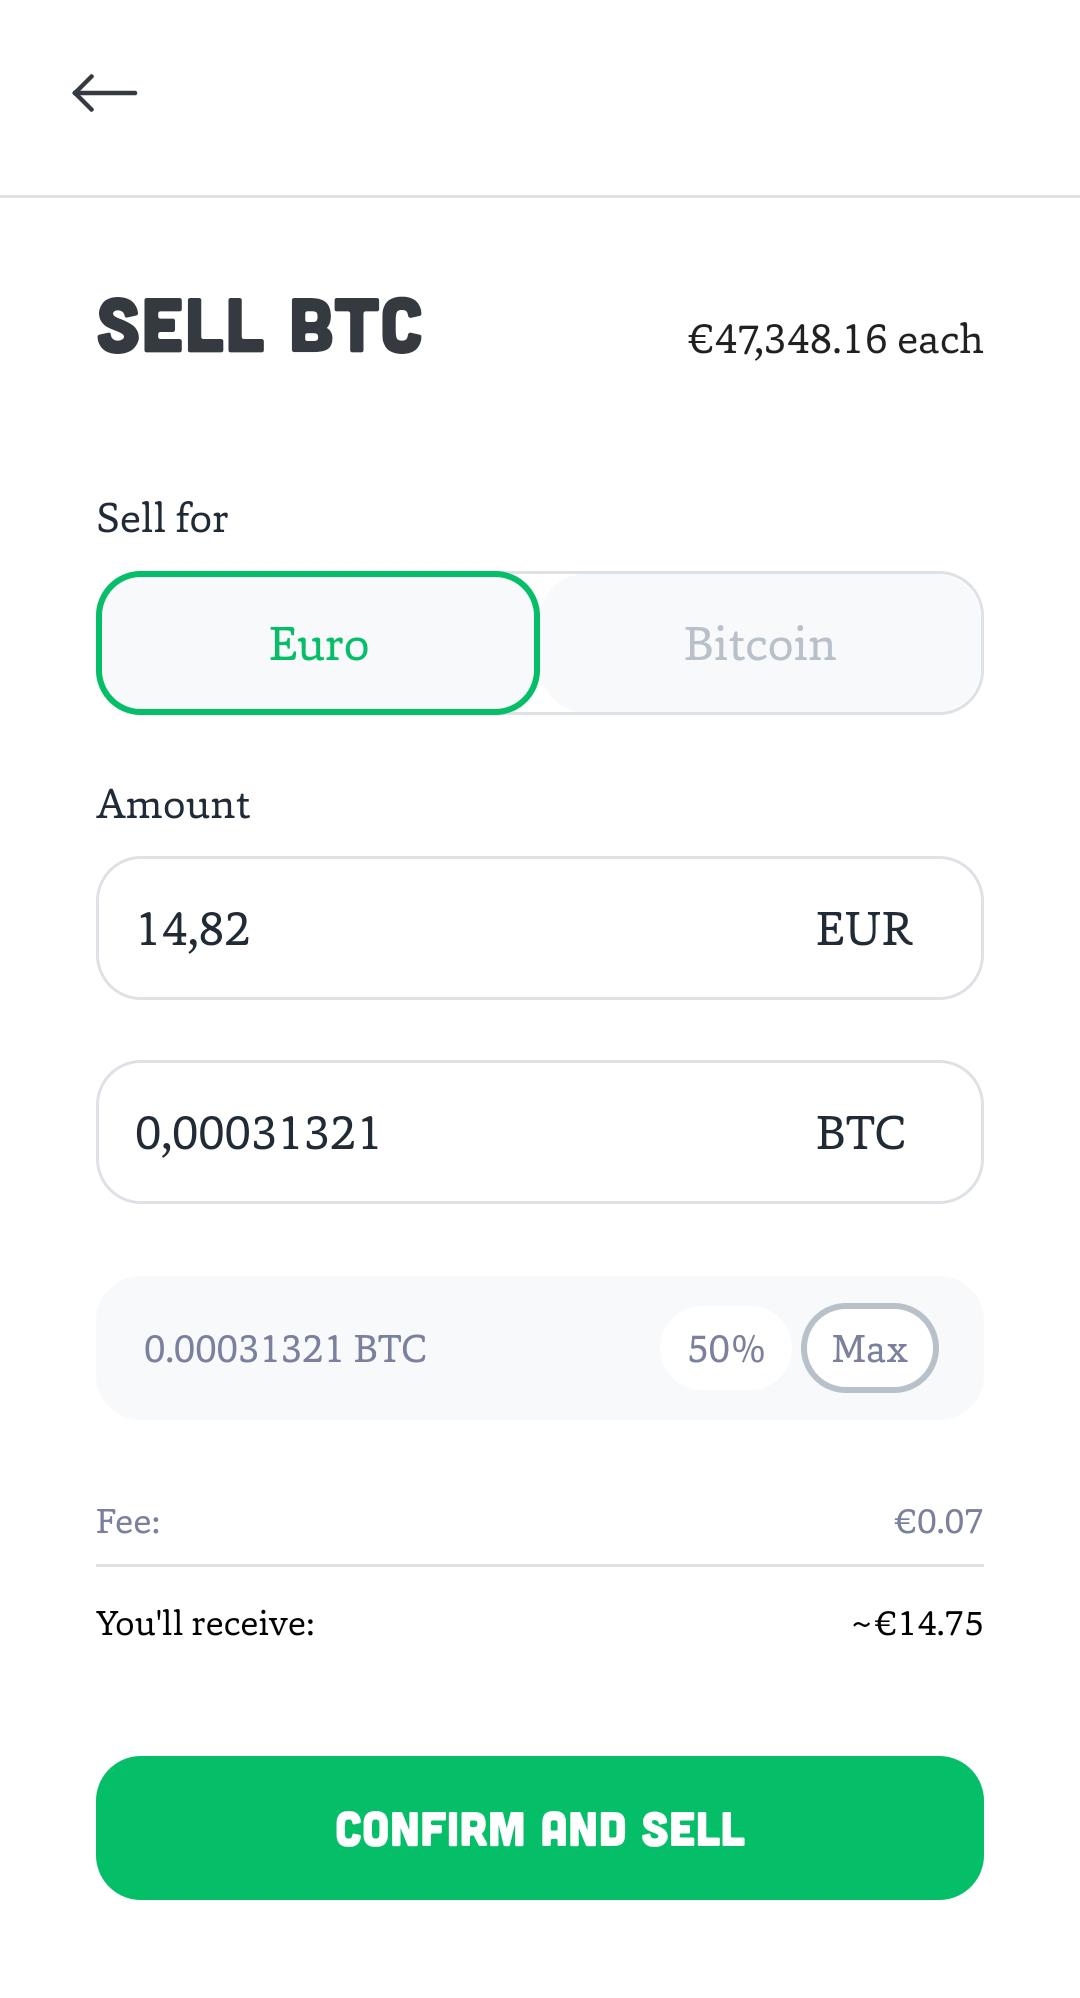 SELL BTC
€47,348.16 each
Sell for
Euro
Bitcoin
Amount
14,82 EUR
0,00031321 BTC
0.00031321 BTC 50% Max
Fee: €0.07
You'll receive: ~€14.75
CONFIRM AND SELL